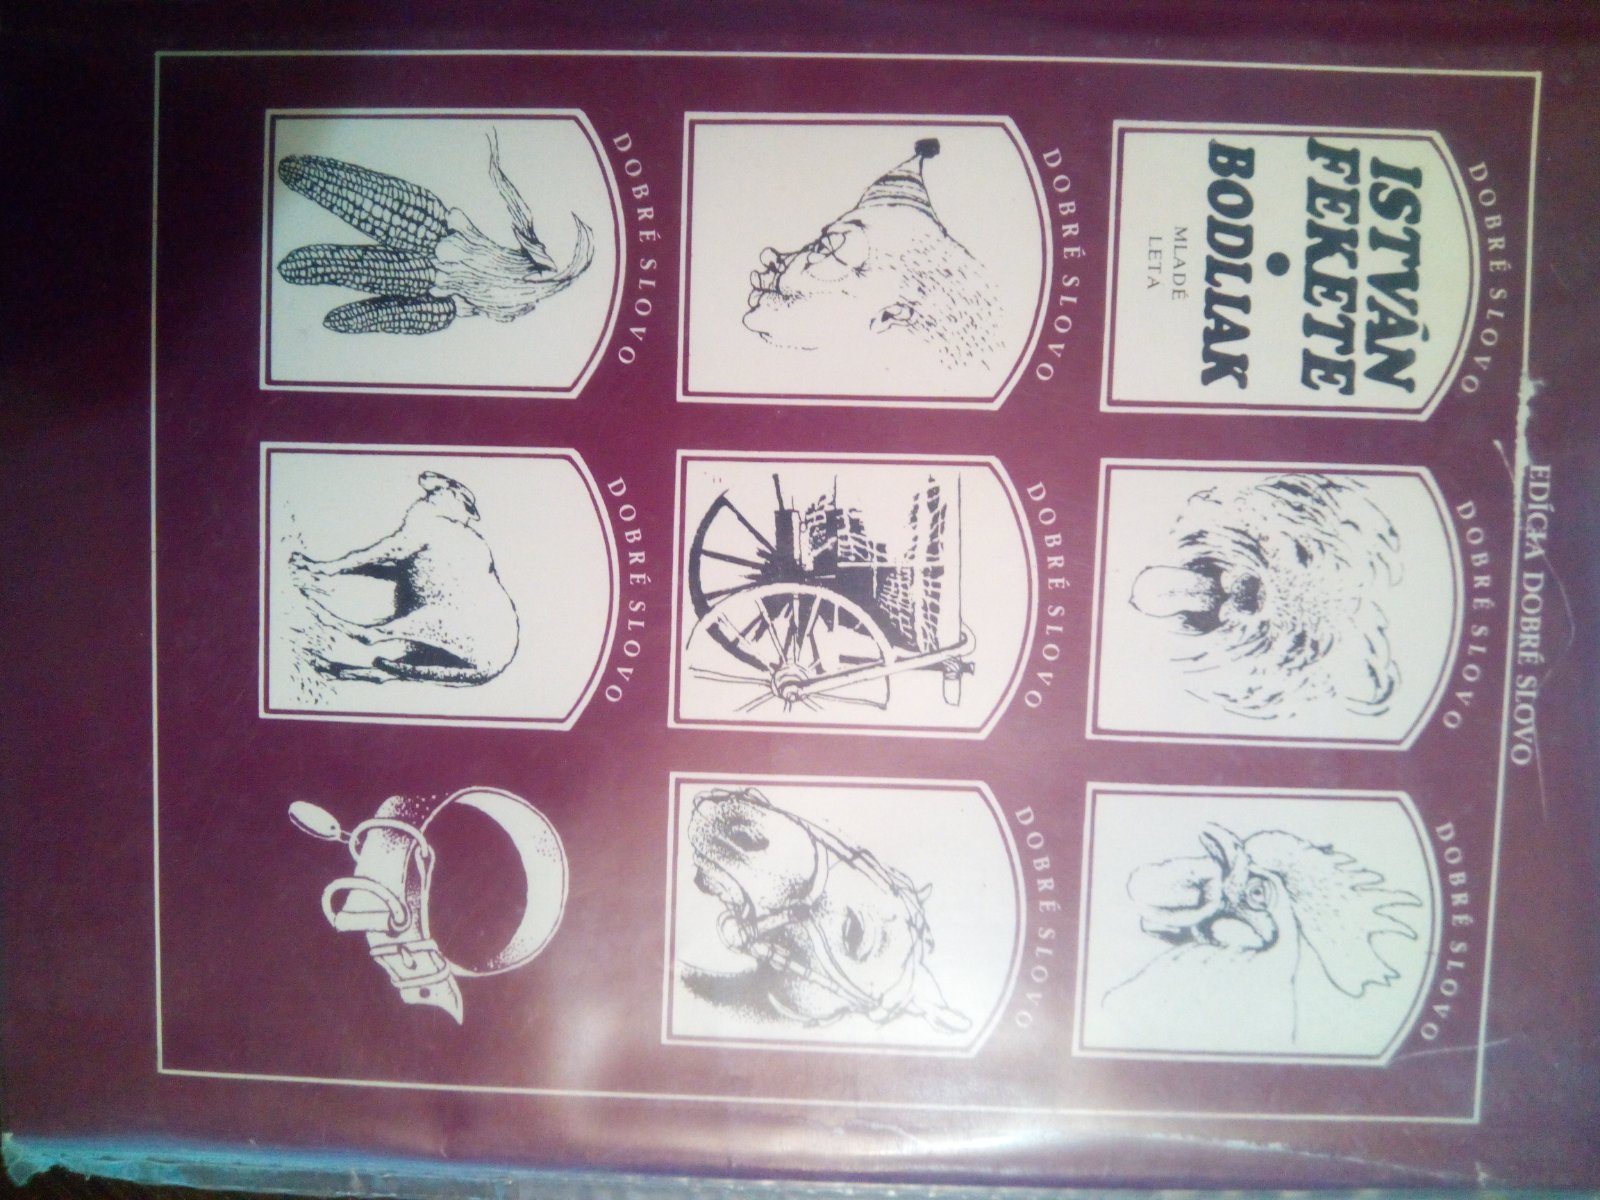 EDÍCIA DOBRÉ SLOVO
DOBRÉ SLOVO
ISTVÁN
FEKETE
•
BODLIAK
MLADÉ
LETA
DOBRÉ SLOVO
DOBRÉ SLOVO
DOBRÉ SLOVO
DOBRÉ SLOVO
DOBRÉ SLOVO
DOBRÉ SLOVO
DOBRÉ SLOVO